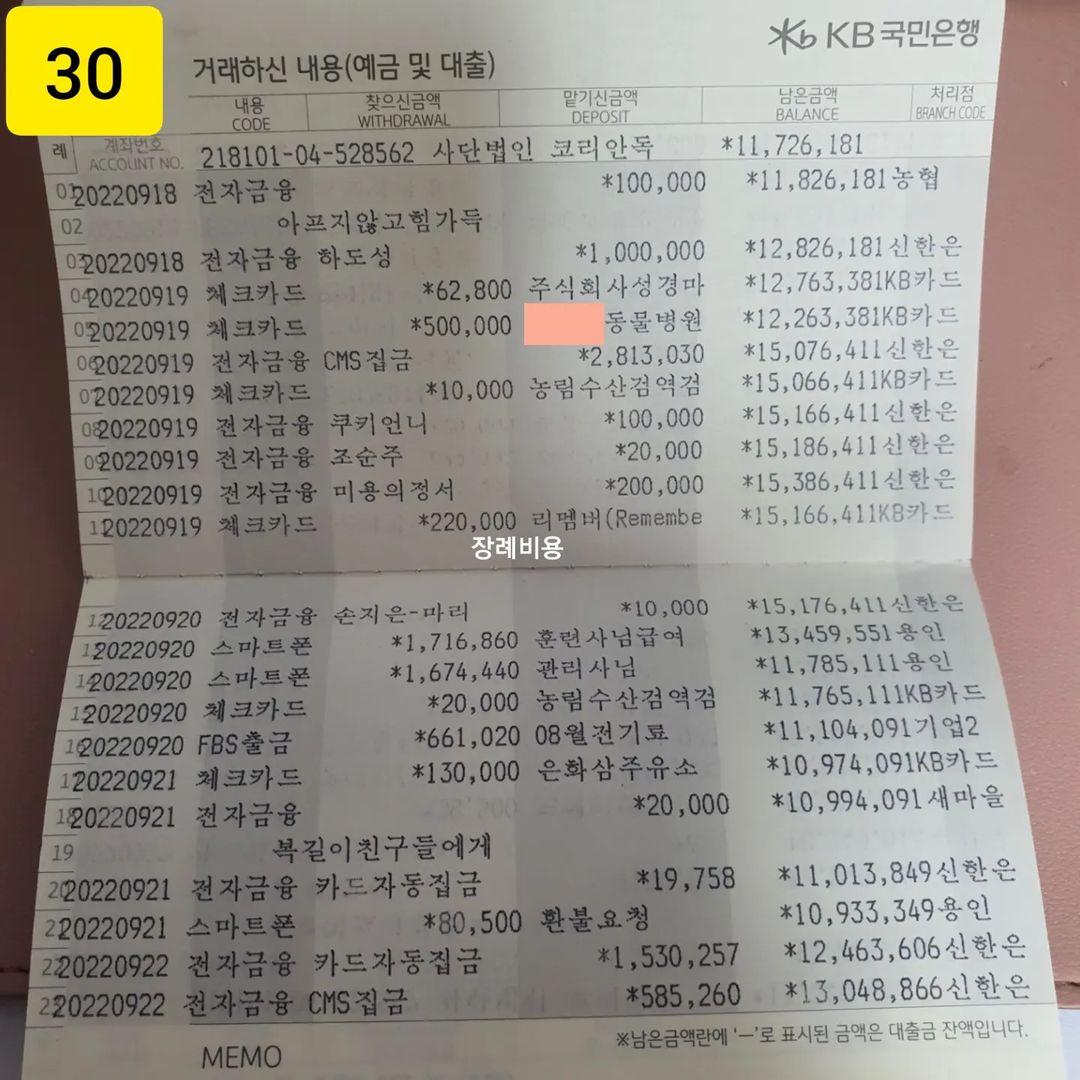 30
KB국민은행
거래하신 내용(예금 및 대출)
내용 찾으신금액 맡기신금액 남은금액 처리점
CODE WITHDRAWAL DEPOSIT BALANCE BRANCH CODE
례 계좌번호
ACCOUNT NO. 218101-04-528562 사단법인 코리안독 *11,726,181
01 20220918 전자금융 *100,000 *11,826,181농협
02 아프지않고험가득
03 20220918 전자금융 하도성 *1,000,000 *12,826,181신한은
04 20220919 체크카드 *62,800 주식회사성경마 *12,763,381KB카드
05 20220919 체크카드 *500,000 동물병원 *12,263,381KB카드
06 20220919 전자금융 CMS집금 *2,813,030 *15,076,411신한은
07 20220919 체크카드 *10,000 농림수산검역검 *15,066,411KB카드
08 20220919 전자금융 쿠키언니 *100,000 *15,166,411신한은
09 20220919 전자금융 조순주 *20,000 *15,186,411신한은
10 20220919 전자금융 미용의정서 *200,000 *15,386,411신한은
11 20220919 체크카드 *220,000 리멤버(Remembe *15,166,411KB카드
장례비용
12 20220920 전자금융 손지은-마리 *10,000 *15,176,411신한은
13 20220920 스마트폰 *1,716,860 훈련사님급여 *13,459,551용인
14 20220920 스마트폰 *1,674,440 관리사님 *11,785,111용인
15 20220920 체크카드 *20,000 농림수산검역검 *11,765,111KB카드
16 20220920 FBS출금 *661,020 08월전기료 *11,104,091기업2
17 20220921 체크카드 *130,000 은화삼주유소 *10,974,091KB카드
18 20220921 전자금융 *20,000 *10,994,091새마을
19 복길이친구들에게
20 20220921 전자금융 카드자동집금 *19,758 *11,013,849신한은
21 20220921 스마트폰 *80,500 환불요청 *10,933,349용인
22 20220922 전자금융 카드자동집금 *1,530,257 *12,463,606신한은
23 20220922 전자금융 CMS집금 *585,260 *13,048,866신한은
※남은금액란에 '—'로 표시된 금액은 대출금 잔액입니다.
MEMO